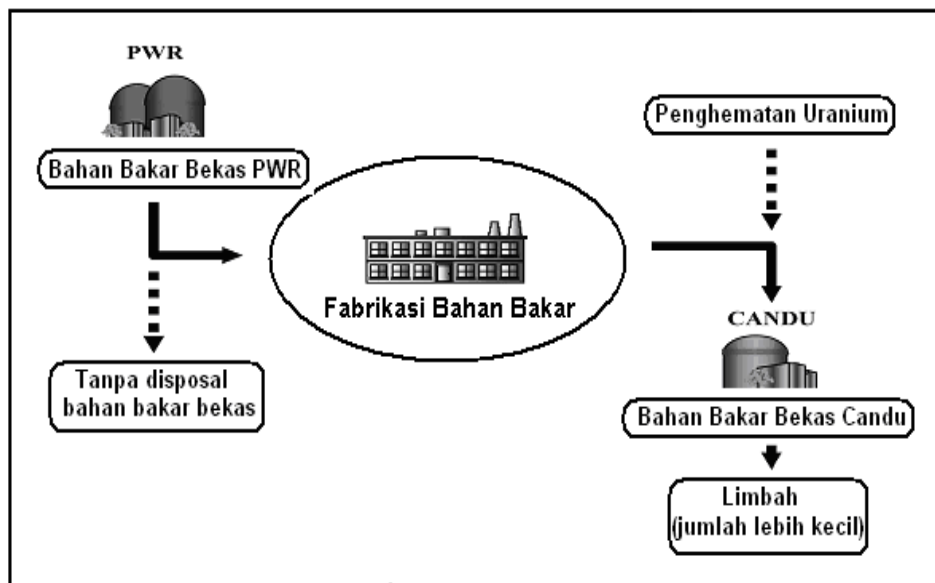 PWR
Bahan Bakar Bekas PWR
Tanpa disposal
bahan bakar bekas
Fabrikasi Bahan Bakar
Penghematan Uranium
CANDU
Bahan Bakar Bekas Candu
Limbah
(jumlah lebih kecil)